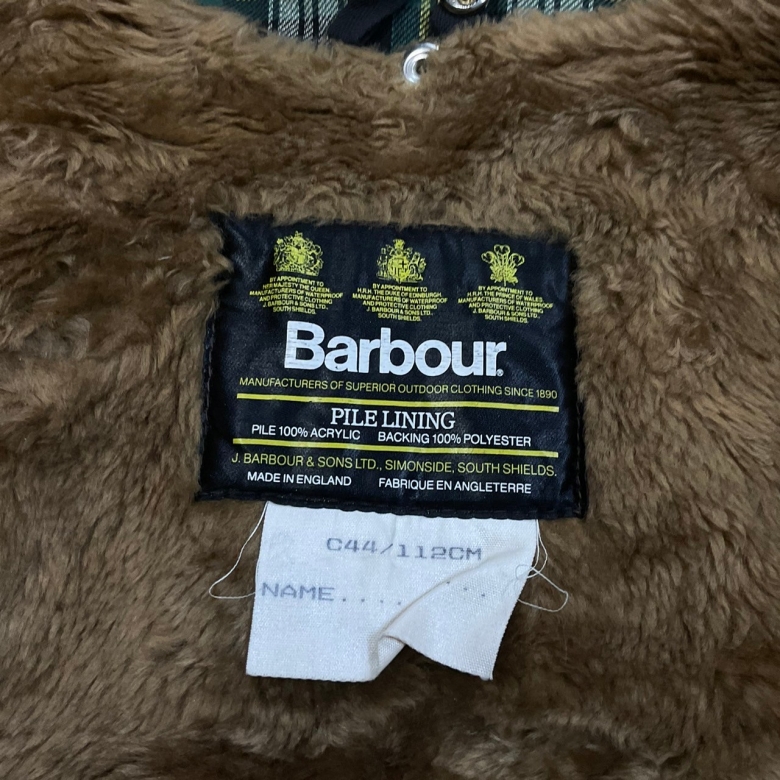 BY APPOINTMENT TO
HER MAJESTY THE QUEEN
MANUFACTURERS OF WATERPROOF
AND PROTECTIVE CLOTHING
J. BARBOUR & SONS LTD.,
SOUTH SHIELDS.
BY APPOINTMENT TO
H.R.H. THE DUKE OF EDINBURGH
MANUFACTURERS OF WATERPROOF
AND PROTECTIVE CLOTHING
J. BARBOUR & SONS LTD.,
SOUTH SHIELDS.
BY APPOINTMENT TO
H.R.H. THE PRINCE OF WALES
MANUFACTURERS OF WATERPROOF
AND PROTECTIVE CLOTHING
J. BARBOUR & SONS LTD.,
SOUTH SHIELDS.
Barbour®
MANUFACTURERS OF SUPERIOR OUTDOOR CLOTHING SINCE 1890
PILE LINING
PILE 100% ACRYLIC BACKING 100% POLYESTER
J. BARBOUR & SONS LTD., SIMONSIDE, SOUTH SHIELDS.
MADE IN ENGLAND FABRIQUE EN ANGLETERRE
C44/112CM
NAME.........